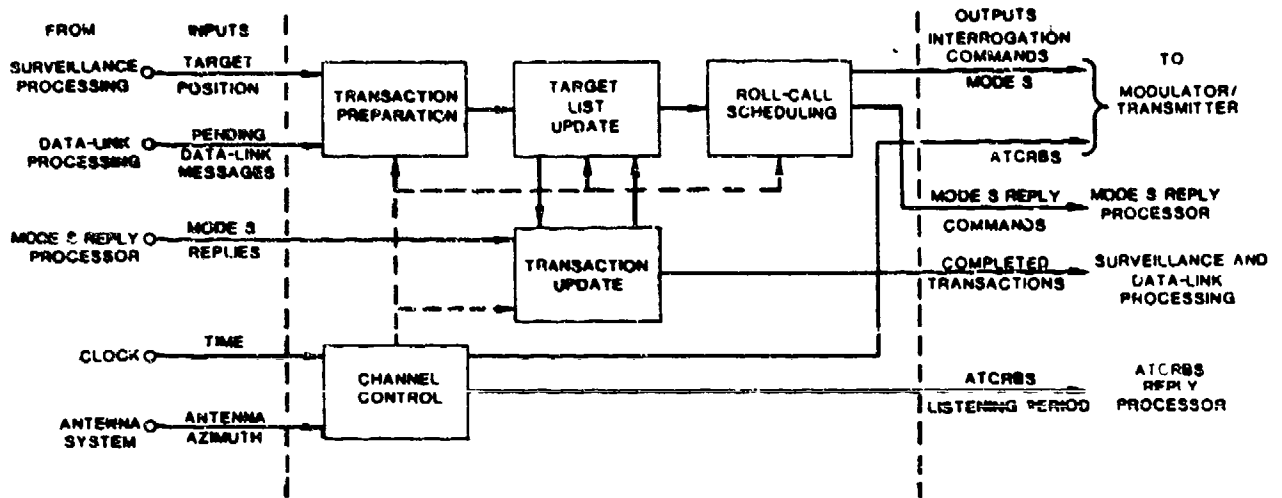 FROM
INPUTS
OUTPUTS
SURVEILLANCE
PROCESSING
TARGET
POSITION
TRANSACTION
PREPARATION
TARGET
LIST
UPDATE
ROLL-CALL
SCHEDULING
INTERROGATION
COMMANDS
MODE S
TO
MODULATOR/
TRANSMITTER
DATA-LINK
PROCESSING
PENDING
DATA-LINK
MESSAGES
ATCRBS
MODE S REPLY
PROCESSOR
MODE S
REPLIES
TRANSACTION
UPDATE
MODE S REPLY
COMMANDS
MODE S REPLY
PROCESSOR
COMPLETED
TRANSACTIONS
SURVEILLANCE AND
DATA-LINK
PROCESSING
CLOCK
TIME
CHANNEL
CONTROL
ATCRBS
LISTENING PERIOD
ATCRBS
REPLY
PROCESSOR
ANTENNA
SYSTEM
ANTENNA
AZIMUTH